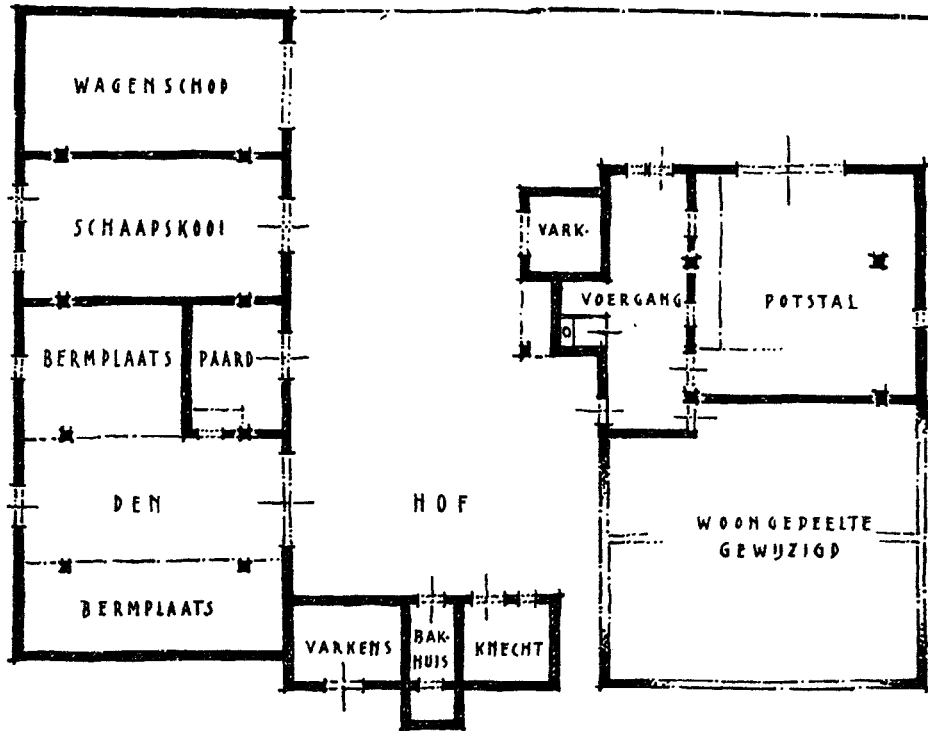 WAGENSCHOP
SCHAAPSKOOI
VARK-
VOERGANG
POTSTAL
BERMPLAATS
PAARD
DEN
HOF
WOONGEDEELTE
GEWIJZIGD
BERMPLAATS
VARKENS
BAK-
HUIS
KNECHT